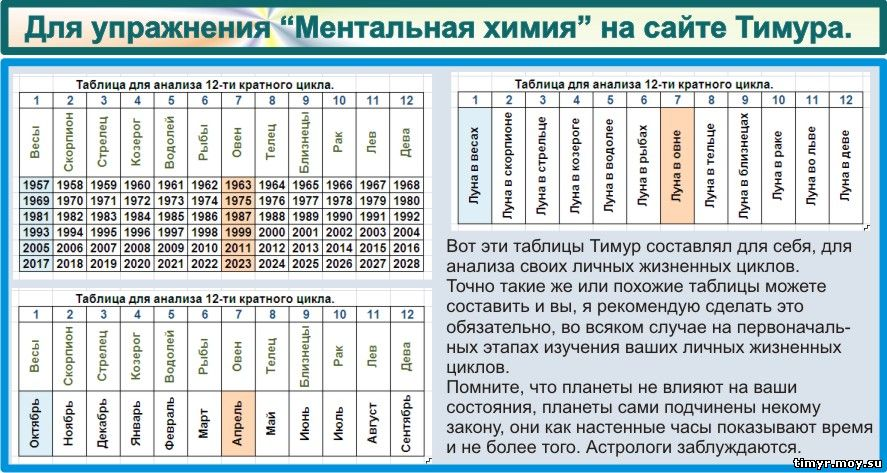 Для упражнения “Ментальная химия” на сайте Тимура.
Таблица для анализа 12-ти кратного цикла.
1 2 3 4 5 6 7 8 9 10 11 12
Весы Скорпион Стрелец Козерог Водолей Рыбы Овен Телец Близнецы Рак Лев Дева
1957 1958 1959 1960 1961 1962 1963 1964 1965 1966 1967 1968
1969 1970 1971 1972 1973 1974 1975 1976 1977 1978 1979 1980
1981 1982 1983 1984 1985 1986 1987 1988 1989 1990 1991 1992
1993 1994 1995 1996 1997 1998 1999 2000 2001 2002 2003 2004
2005 2006 2007 2008 2009 2010 2011 2012 2013 2014 2015 2016
2017 2018 2019 2020 2021 2022 2023 2024 2025 2026 2027 2028
Таблица для анализа 12-ти кратного цикла.
1 2 3 4 5 6 7 8 9 10 11 12
Весы Скорпион Стрелец Козерог Водолей Рыбы Овен Телец Близнецы Рак Лев Дева
Октябрь Ноябрь Декабрь Январь Февраль Март Апрель Май Июнь Июль Август Сентябрь
Таблица для анализа 12-ти кратного цикла.
1 2 3 4 5 6 7 8 9 10 11 12
Луна в весах Луна в скорпионе Луна в стрельце Луна в козероге Луна в водолее Луна в рыбах Луна в овне Луна в тельце Луна в близнецах Луна в раке Луна во льве Луна в деве
Вот эти таблицы Тимур составлял для себя, для
анализа своих личных жизненных циклов.
Точно такие же или похожие таблицы можете
составить и вы, я рекомендую сделать это
обязательно, во всяком случае на первоначаль-
ных этапах изучения ваших личных жизненных
циклов.
Помните, что планеты не влияют на ваши
состояния, планеты сами подчинены некому
закону, они как настенные часы показывают время
и не более того. Астрологи заблуждаются.
timyr.moy.su